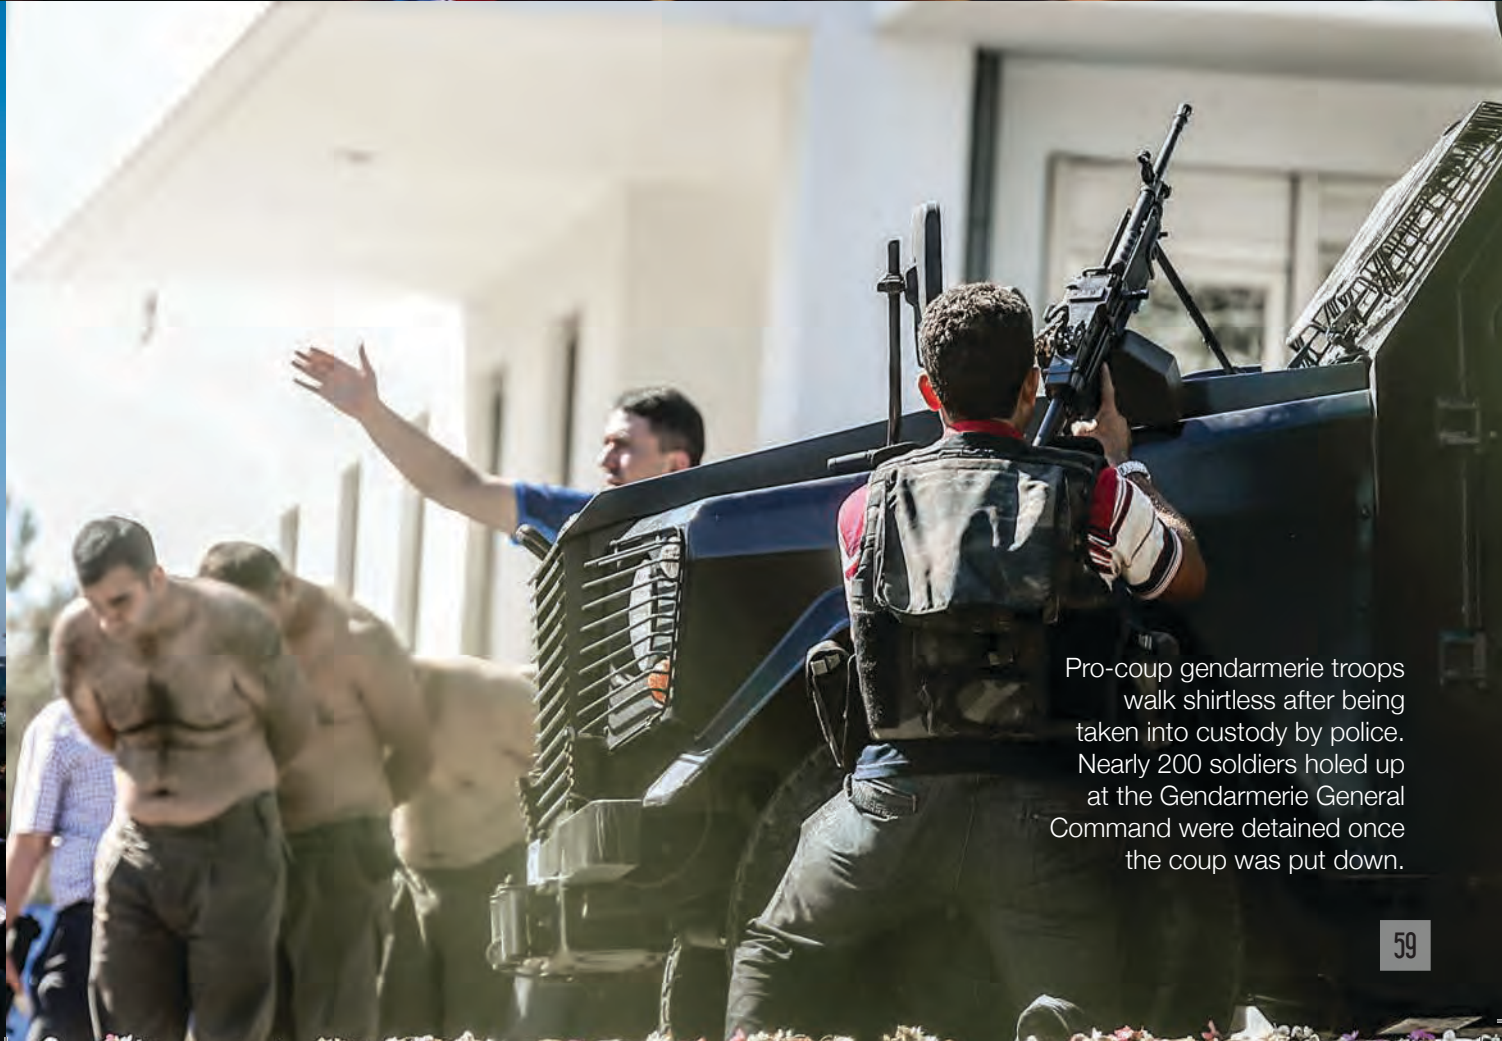 Pro-coup gendarmerie troops
walk shirtless after being
taken into custody by police.
Nearly 200 soldiers holed up
at the Gendarmerie General
Command were detained once
the coup was put down.
59